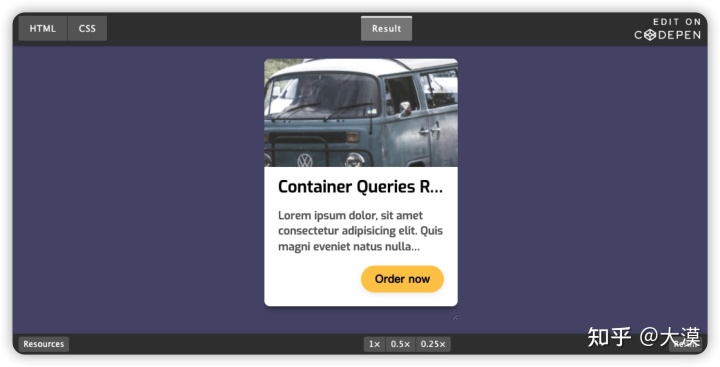 HTML
CSS
Result
EDIT ON
CODEPEN
Container Queries R...
Lorem ipsum dolor, sit amet
consectetur adipisicing elit. Quis
magni eveniet natus nulla...
Order now
Resources
1×
0.5×
0.25×
知乎 @大漠